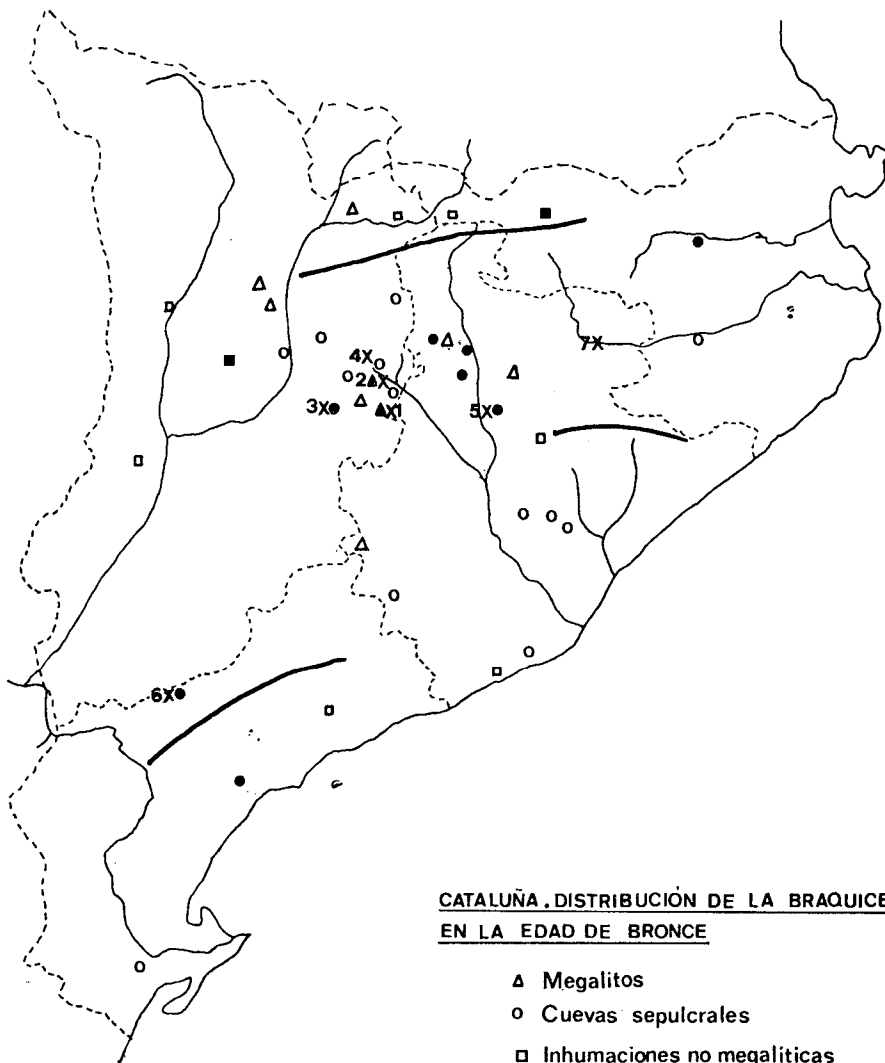 4X
7X
2 X
3X
X1
5X
6X
CATALUÑA. DISTRIBUCIÓN DE LA BRAQUICE
EN LA EDAD DE BRONCE
Megalitos
Cuevas sepulcrales
Inhumaciones no megaliticas